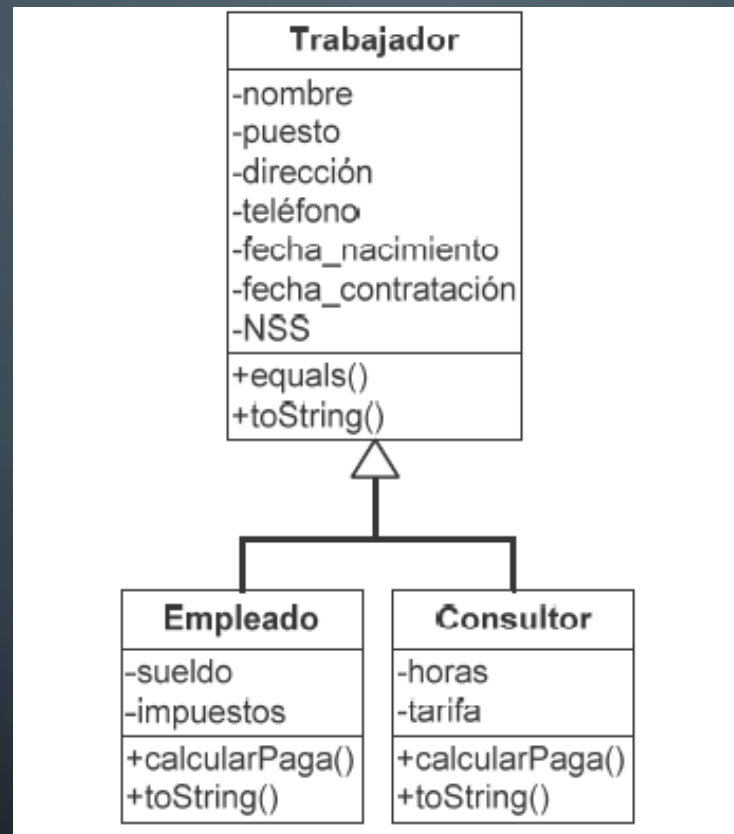 Trabajador
-nombre
-puesto
-dirección
-teléfono
-fecha_nacimiento
-fecha_contratación
-NSS
+equals()
+toString()
Empleado
-sueldo
-impuestos
+calcularPaga()
+toString()
Consultor
-horas
-tarifa
+calcularPaga()
+toString()